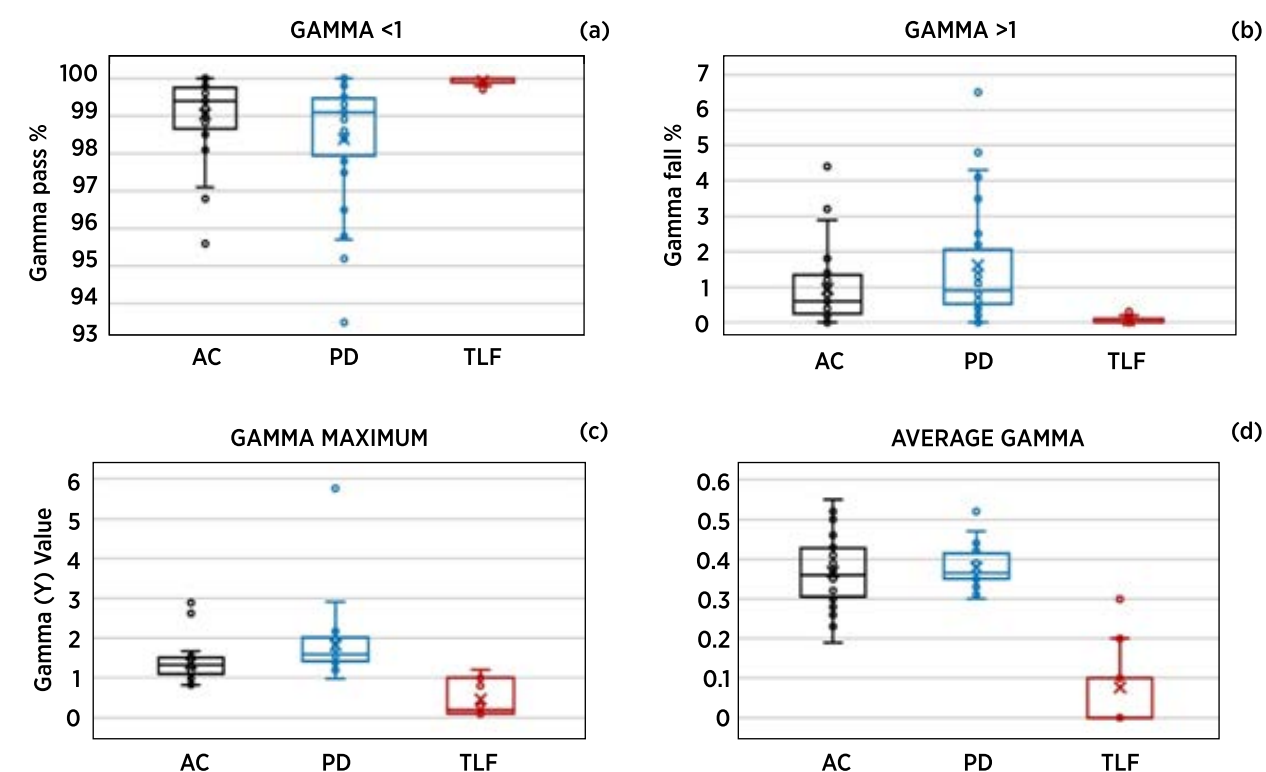 GAMMA <1
(a)
Gamma pass %
100
99
98
97
96
95
94
93
AC
PD
TLF
GAMMA >1
(b)
Gamma fall %
7
6
5
4
3
2
1
0
AC
PD
TLF
GAMMA MAXIMUM
(c)
Gamma (Y) Value
6
5
4
3
2
1
0
AC
PD
TLF
AVERAGE GAMMA
(d)
0.6
0.5
0.4
0.3
0.2
0.1
0
AC
PD
TLF